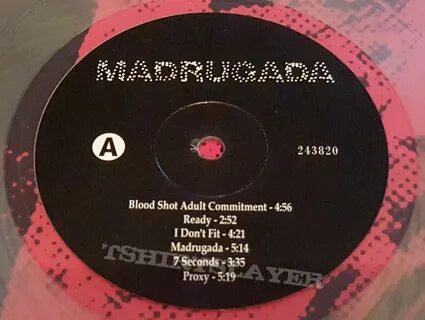 MADRUGADA
A
243820
Blood Shot Adult Commitment - 4:56
Ready - 2:52
I Don't Fit - 4:21
Madrugada - 5:14
7 Seconds - 3:35
Proxy - 5:19
TSHIRTSLAYER